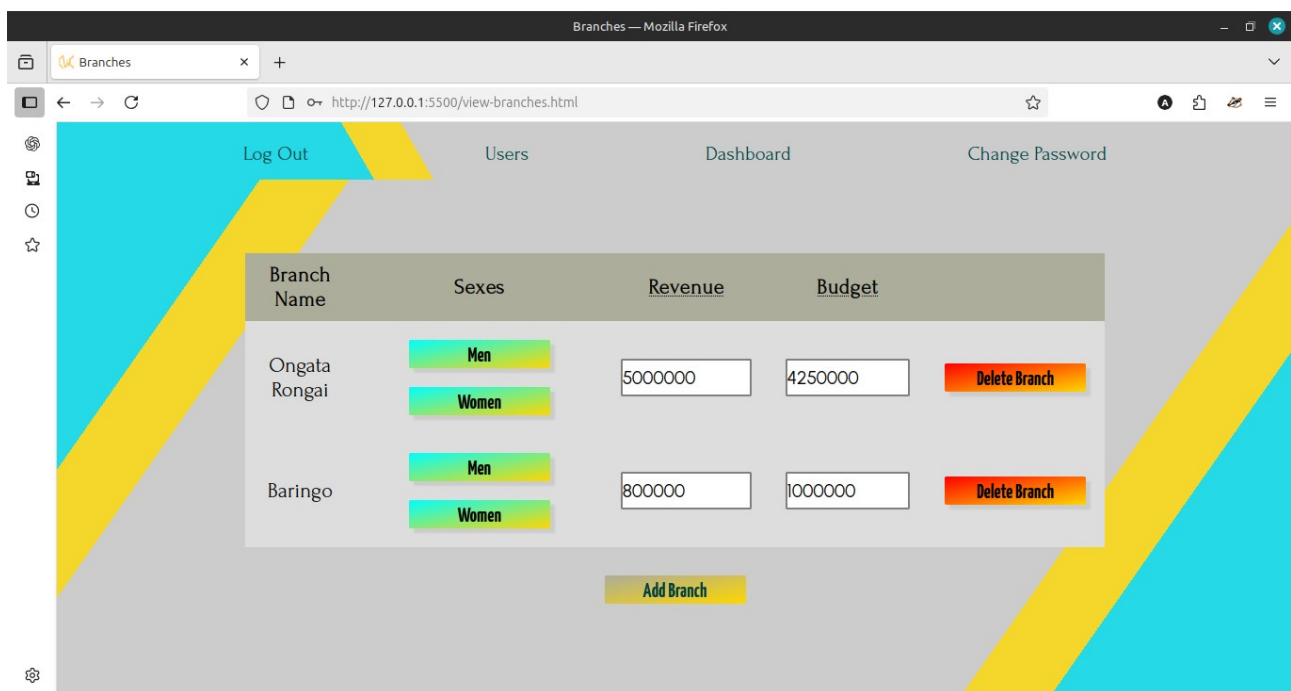 Branches — Mozilla Firefox
Branches
http://127.0.0.1:5500/view-branches.html
Log Out Users Dashboard Change Password
Branch Name Sexes Revenue Budget
Ongata Rongai
Men
Women
5000000 4250000 Delete Branch
Baringo
Men
Women
800000 1000000 Delete Branch
Add Branch